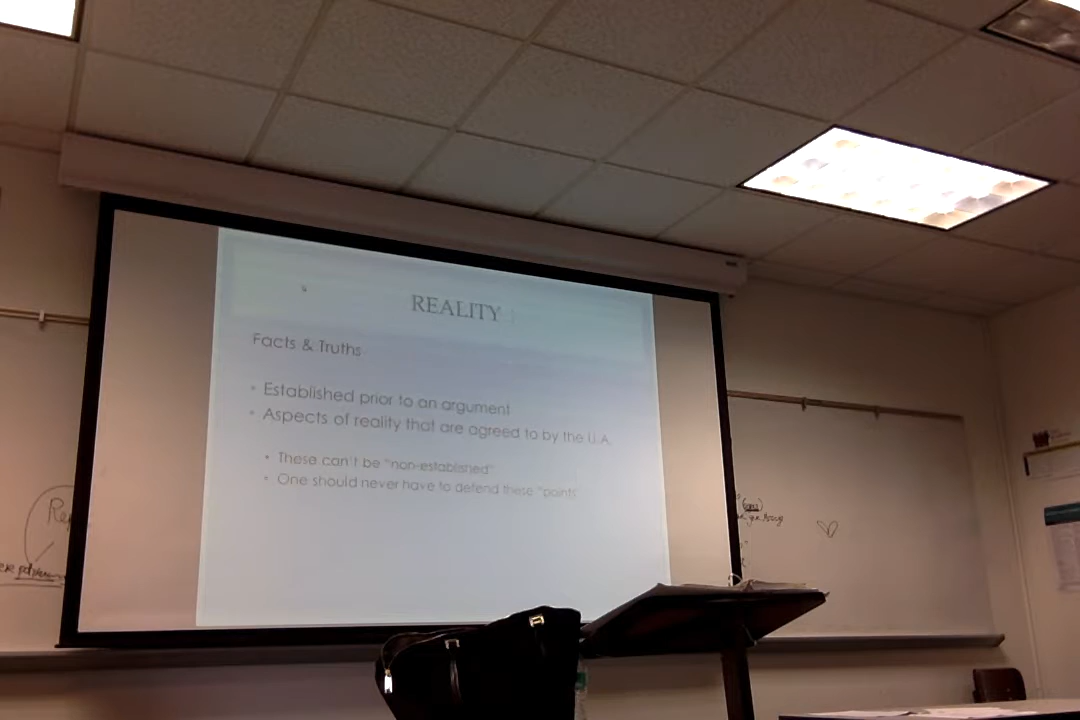 REALITY
Facts & Truths
• Established prior to an argument
• Aspects of reality that are agreed to by the U.A.
• These can't be "non-established"
• One should never have to defend these "points"